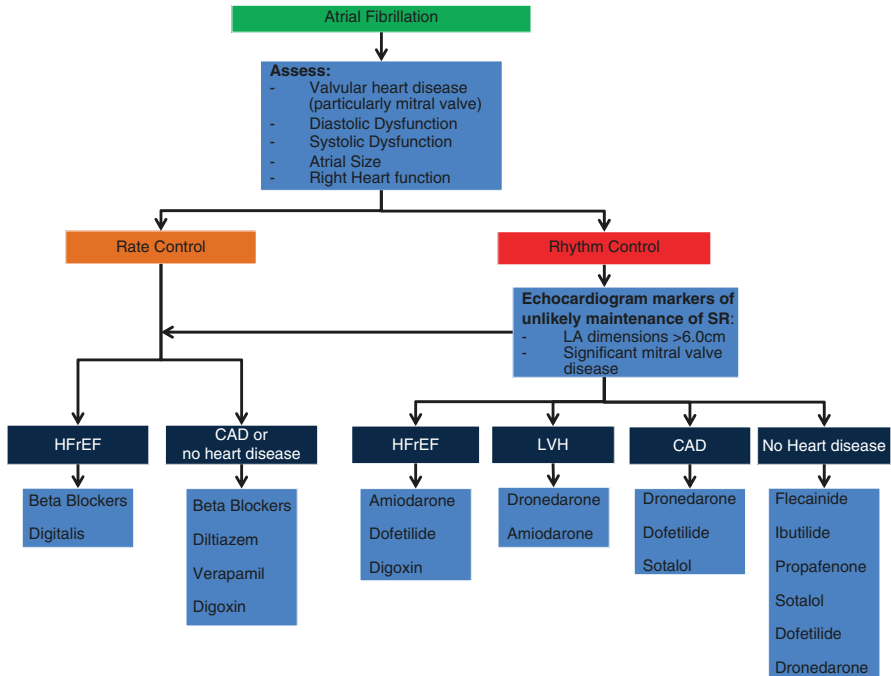 Atrial Fibrillation
Assess:
- Valvular heart disease
(particularly mitral valve)
- Diastolic Dysfunction
- Systolic Dysfunction
- Atrial Size
- Right Heart function
Rate Control
Rhythm Control
Echocardiogram markers of
unlikely maintenance of SR:
- LA dimensions >6.0cm
- Significant mitral valve
disease
HFrEF
CAD or
no heart disease
HFrEF
LVH
CAD
No Heart disease
Beta Blockers
Digitalis
Beta Blockers
Diltiazem
Verapamil
Digoxin
Amiodarone
Dofetilide
Digoxin
Dronedarone
Amiodarone
Dronedarone
Dofetilide
Sotalol
Flecainide
Ibutilide
Propafenone
Sotalol
Dofetilide
Dronedarone